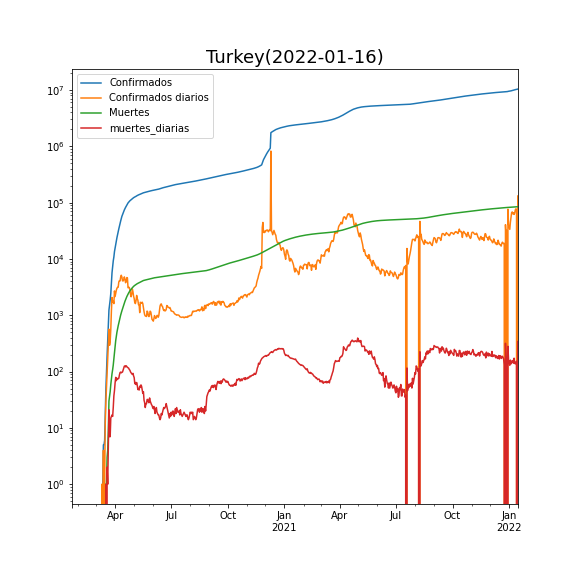 Turkey(2022-01-16)
Confirmados
Confirmados diarios
Muertes
muertes_diarias
10⁷
10⁶
10⁵
10⁴
10³
10²
10¹
10⁰
Apr Jul Oct Jan Apr Jul Oct Jan
2021 2022